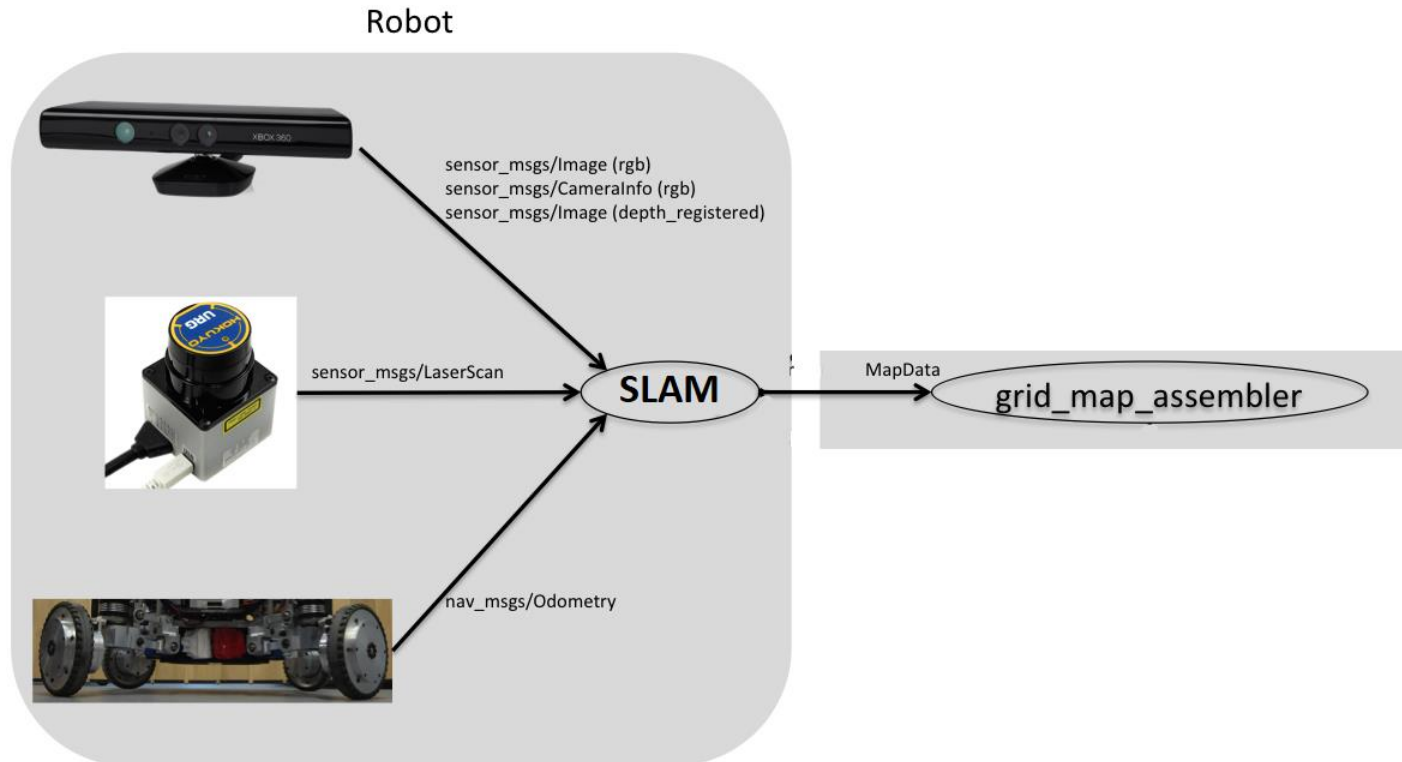 Robot
XBOX 360
sensor_msgs/Image (rgb)
sensor_msgs/CameraInfo (rgb)
sensor_msgs/Image (depth_registered)
HOKUYO
URG
sensor_msgs/LaserScan
SLAM
MapData
grid_map_assembler
nav_msgs/Odometry